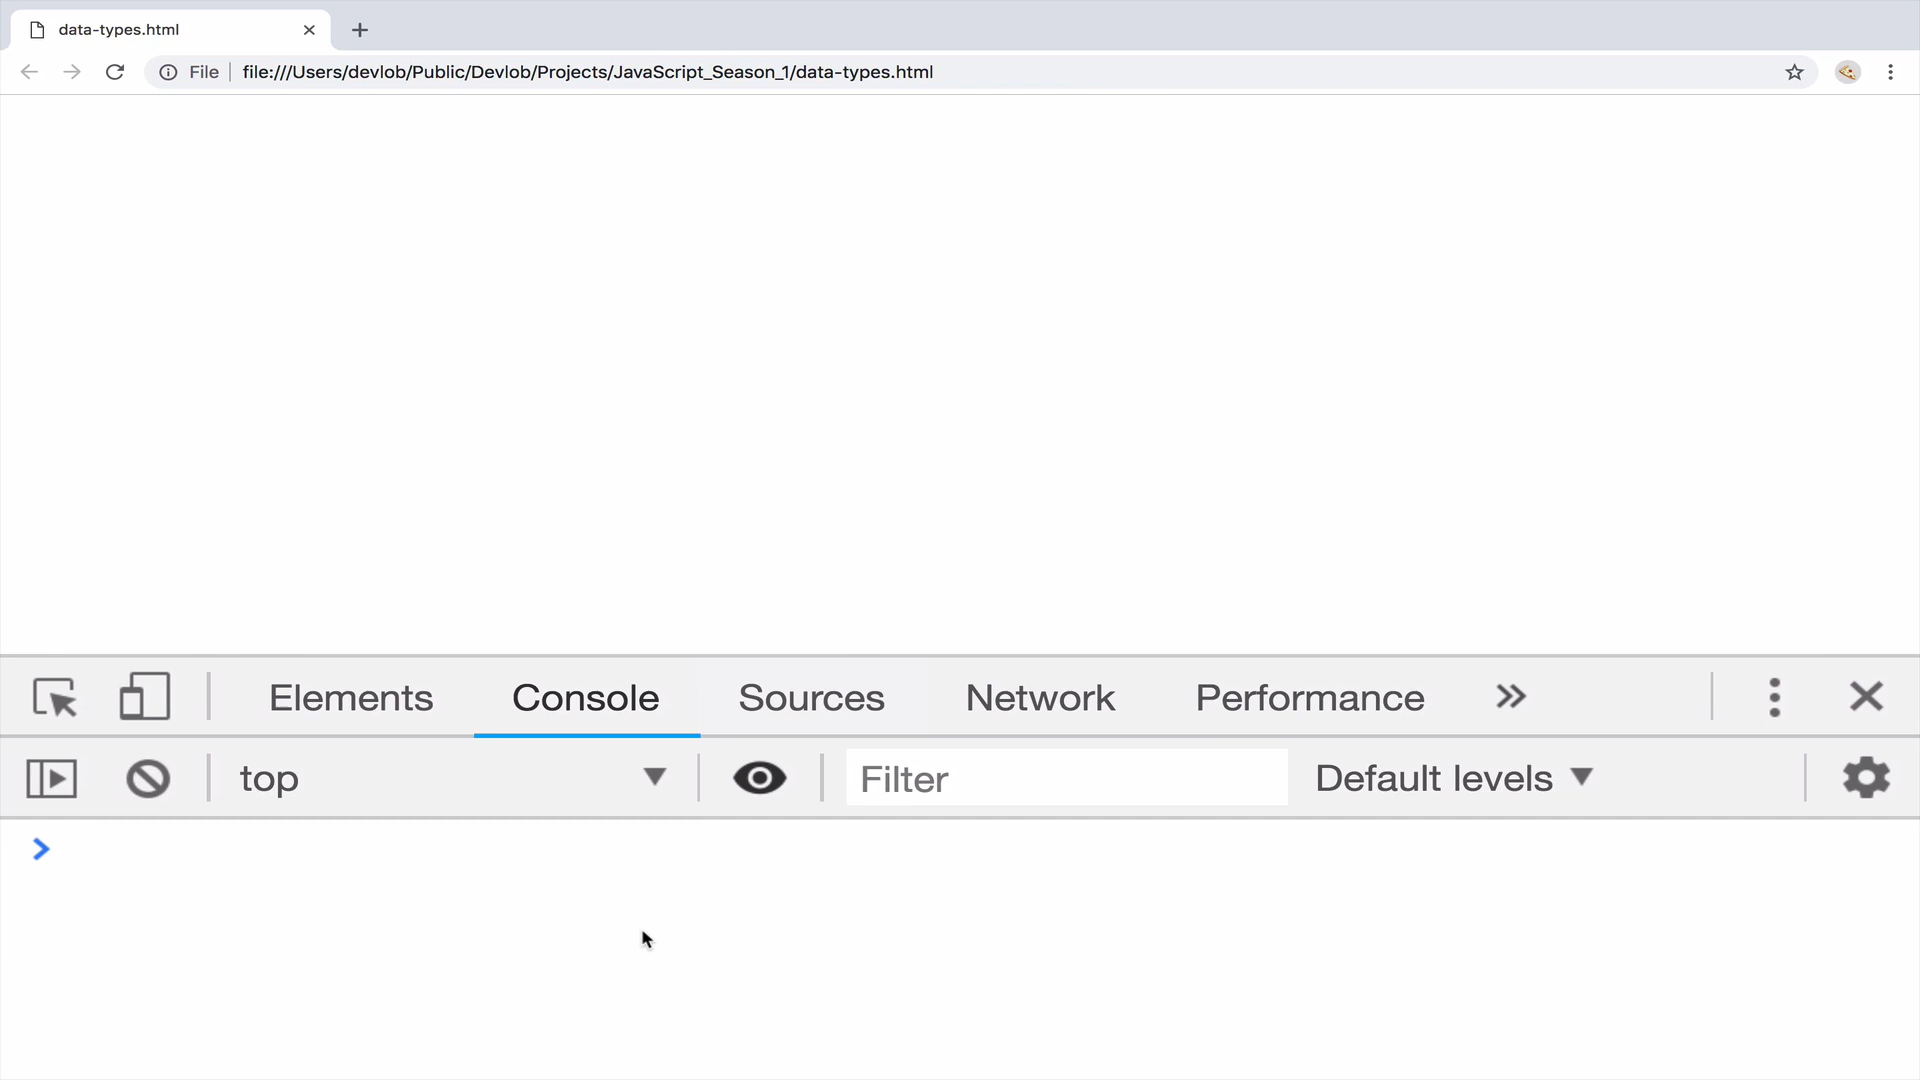 data-types.html
File file:///Users/devlob/Public/Devlob/Projects/JavaScript_Season_1/data-types.html
Elements Console Sources Network Performance
top Filter Default levels